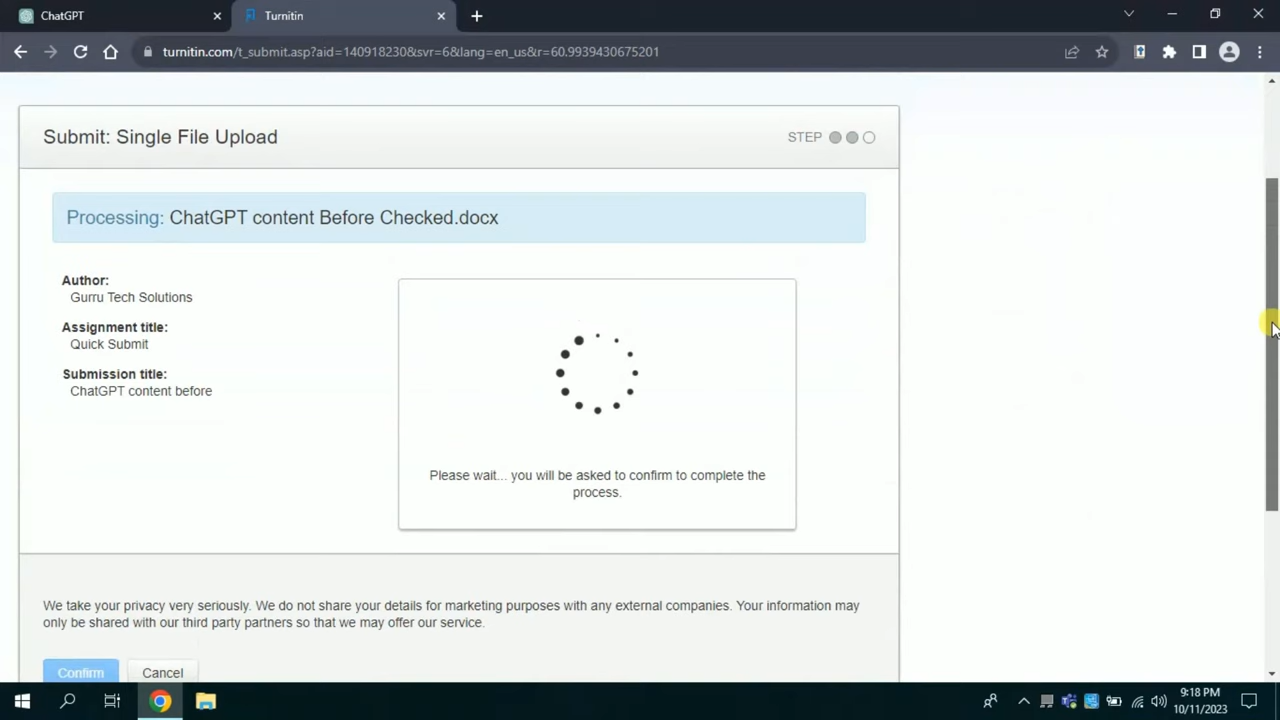 ChatGPT
Turnitin
turnitin.com/t_submit.asp?aid=140918230&svr=6&lang=en_us&r=60.9939430675201
Submit: Single File Upload
STEP
Processing: ChatGPT content Before Checked.docx
Author:
Gurru Tech Solutions
Assignment title:
Quick Submit
Submission title:
ChatGPT content before
Please wait... you will be asked to confirm to complete the
process.
We take your privacy very seriously. We do not share your details for marketing purposes with any external companies. Your information may
only be shared with our third party partners so that we may offer our service.
Confirm
Cancel
9:18 PM
10/11/2023